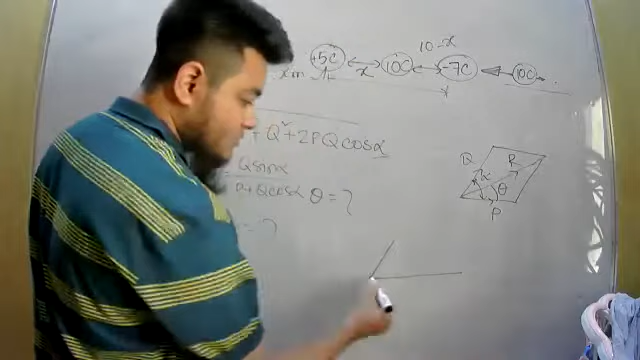 10-x
+5C x 10C -7C 10C
xm
+ Q²+2PQcosα
Qsinα
P+Qcosα θ = ?
= ?
Q R
α θ
P